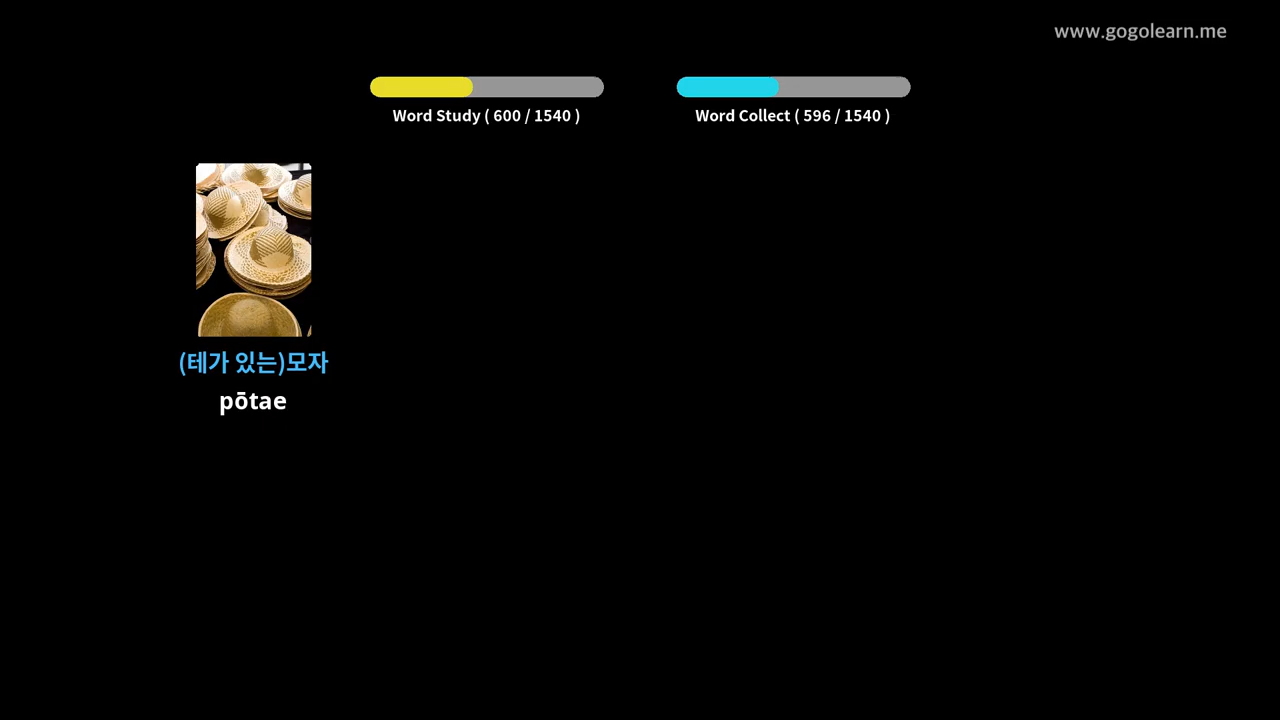 www.gogolearn.me
Word Study ( 600 / 1540 )
Word Collect ( 596 / 1540 )
(테가 있는)모자
pōtae